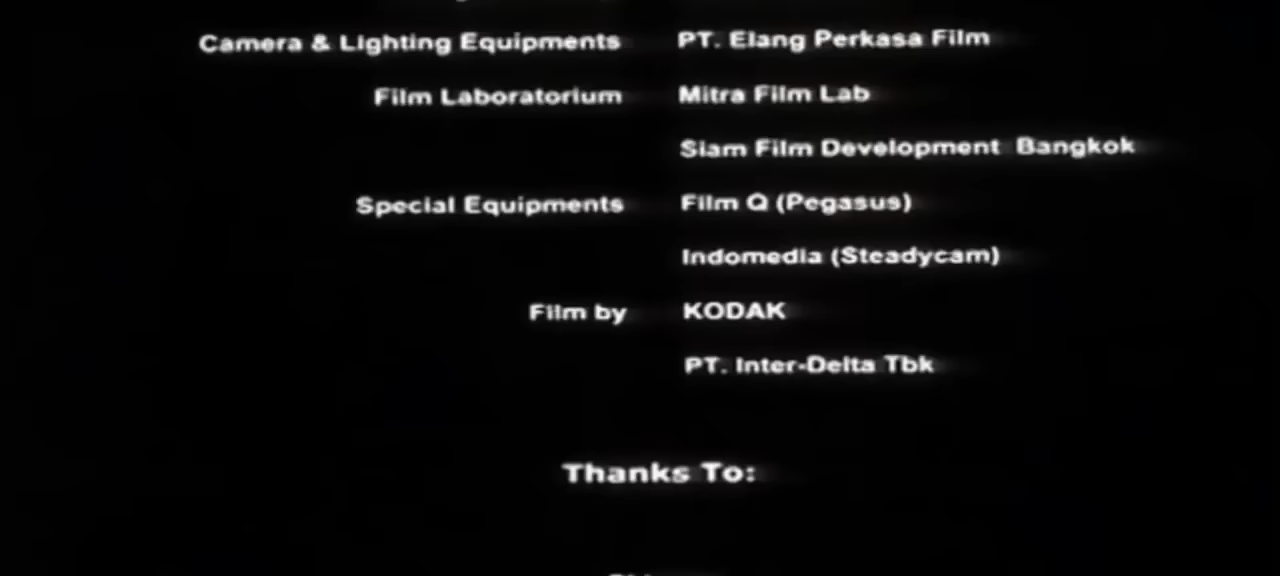 Camera & Lighting Equipments PT. Elang Perkasa Film
Film Laboratorium Mitra Film Lab
Siam Film Development Bangkok
Special Equipments Film Q (Pegasus)
Indomedia (Steadycam)
Film by KODAK
PT. Inter-Delta Tbk
Thanks To: